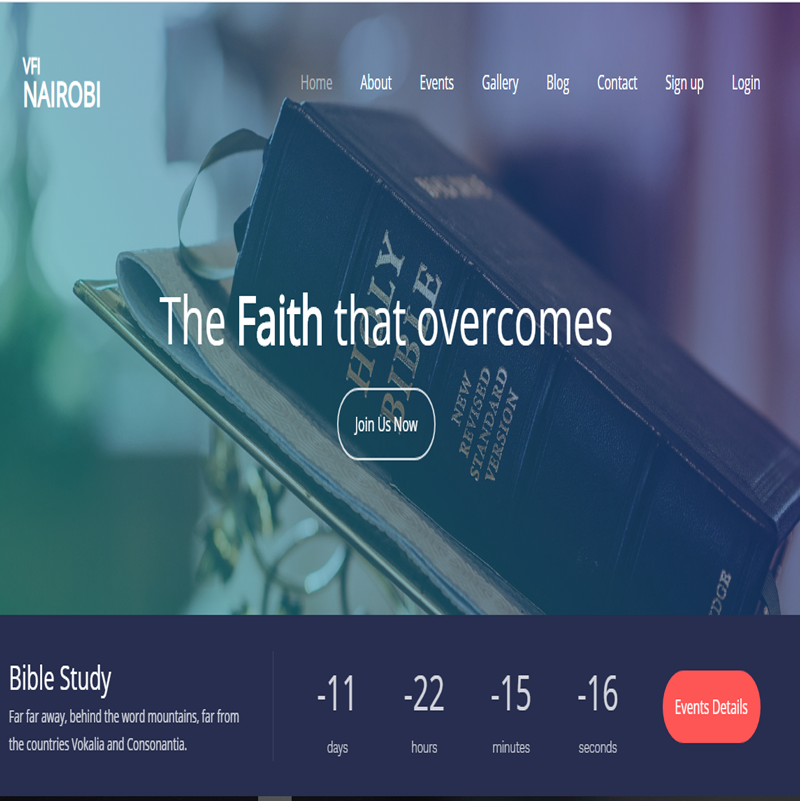 VFI
NAIROBI
Home About Events Gallery Blog Contact Sign up Login
HOLY
BIBLE
The Faith that overcomes
NEW
REVISED
STANDARD
VERSION
Join Us Now
Bible Study
Far far away, behind the word mountains, far from
the countries Vokalia and Consonantia.
-11 -22 -15 -16
days hours minutes seconds
Events Details